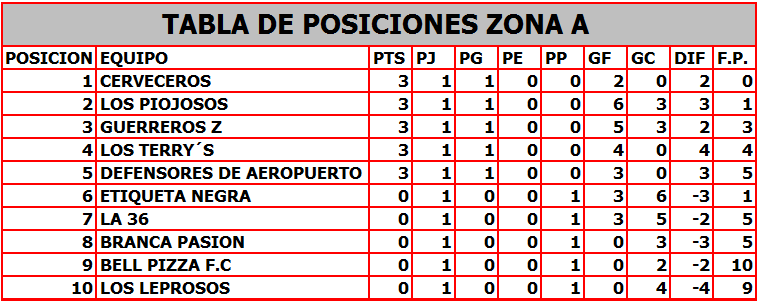 TABLA DE POSICIONES ZONA A
POSICION EQUIPO PTS PJ PG PE PP GF GC DIF F.P.
1 CERVECEROS 3 1 1 0 0 2 0 2 0
2 LOS PIOJOSOS 3 1 1 0 0 6 3 3 1
3 GUERREROS Z 3 1 1 0 0 5 3 2 3
4 LOS TERRY´S 3 1 1 0 0 4 0 4 4
5 DEFENSORES DE AEROPUERTO 3 1 1 0 0 3 0 3 5
6 ETIQUETA NEGRA 0 1 0 0 1 3 6 -3 1
7 LA 36 0 1 0 0 1 3 5 -2 5
8 BRANCA PASION 0 1 0 0 1 0 3 -3 5
9 BELL PIZZA F.C 0 1 0 0 1 0 2 -2 10
10 LOS LEPROSOS 0 1 0 0 1 0 4 -4 9